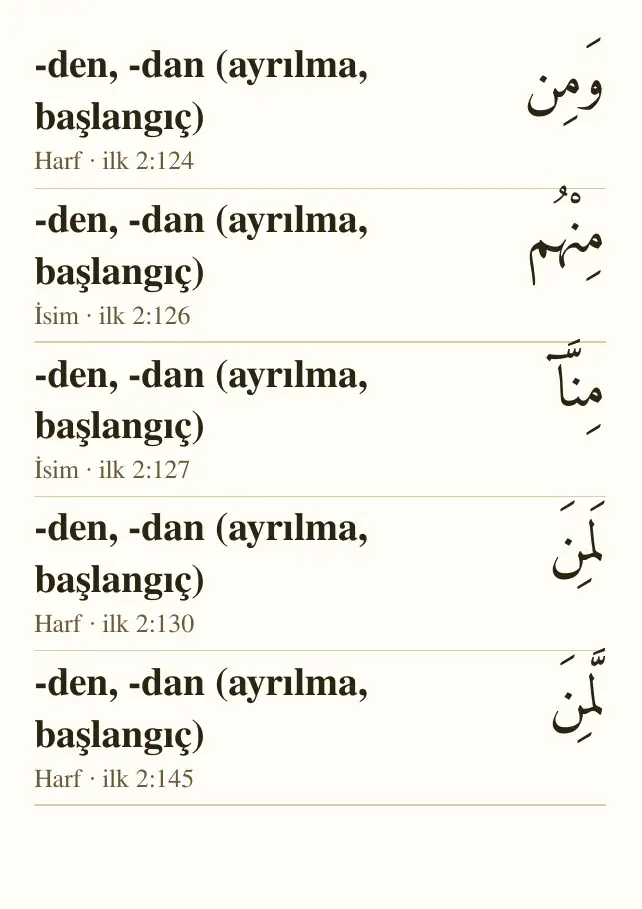 -den, -dan (ayrılma,
başlangıç)
وَمِن
Harf · ilk 2:124
-den, -dan (ayrılma,
başlangıç)
مِنْهُم
İsim · ilk 2:126
-den, -dan (ayrılma,
başlangıç)
مِنَّآ
İsim · ilk 2:127
-den, -dan (ayrılma,
başlangıç)
لَمِنَ
Harf · ilk 2:130
-den, -dan (ayrılma,
başlangıç)
لَّمِنَ
Harf · ilk 2:145